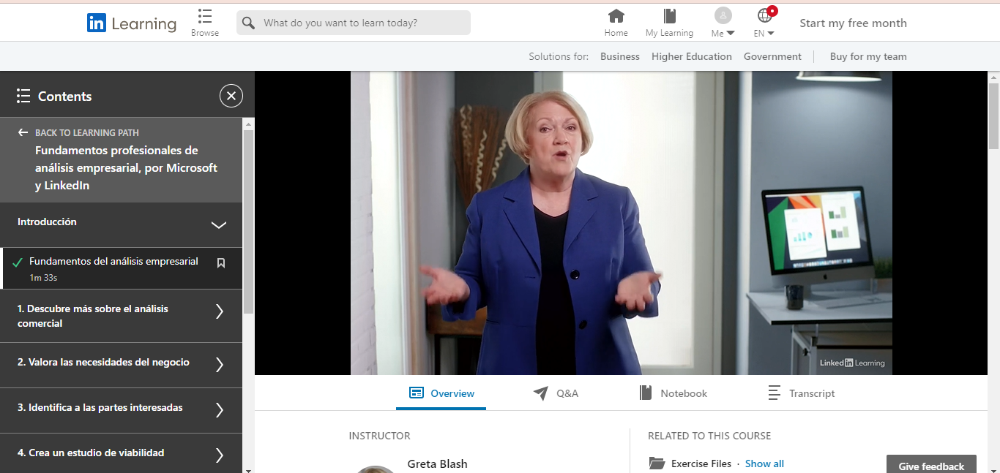 in Learning
Browse
What do you want to learn today?
Home
My Learning
Me
EN
Start my free month
Solutions for:
Business
Higher Education
Government
Buy for my team
Contents
BACK TO LEARNING PATH
Fundamentos profesionales de
análisis empresarial, por Microsoft
y LinkedIn
Introducción
Fundamentos del análisis empresarial
1m 33s
1. Descubre más sobre el análisis
comercial
2. Valora las necesidades del negocio
3. Identifica a las partes interesadas
4. Crea un estudio de viabilidad
Linked in Learning
Overview
Q&A
Notebook
Transcript
INSTRUCTOR
Greta Blash
RELATED TO THIS COURSE
Exercise Files · Show all
Give feedback